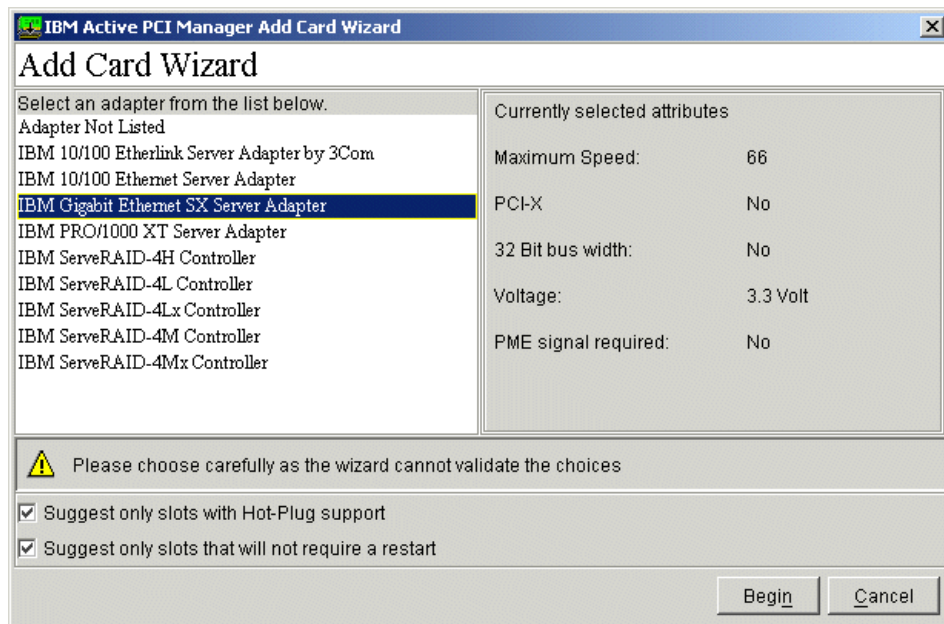 IBM Active PCI Manager Add Card Wizard
Add Card Wizard
Select an adapter from the list below.
Adapter Not Listed
IBM 10/100 Etherlink Server Adapter by 3Com
IBM 10/100 Ethernet Server Adapter
IBM Gigabit Ethernet SX Server Adapter
IBM PRO/1000 XT Server Adapter
IBM ServeRAID-4H Controller
IBM ServeRAID-4L Controller
IBM ServeRAID-4Lx Controller
IBM ServeRAID-4M Controller
IBM ServeRAID-4Mx Controller
Currently selected attributes
Maximum Speed: 66
PCI-X No
32 Bit bus width: No
Voltage: 3.3 Volt
PME signal required: No
Please choose carefully as the wizard cannot validate the choices
Suggest only slots with Hot-Plug support
Suggest only slots that will not require a restart
Begin Cancel